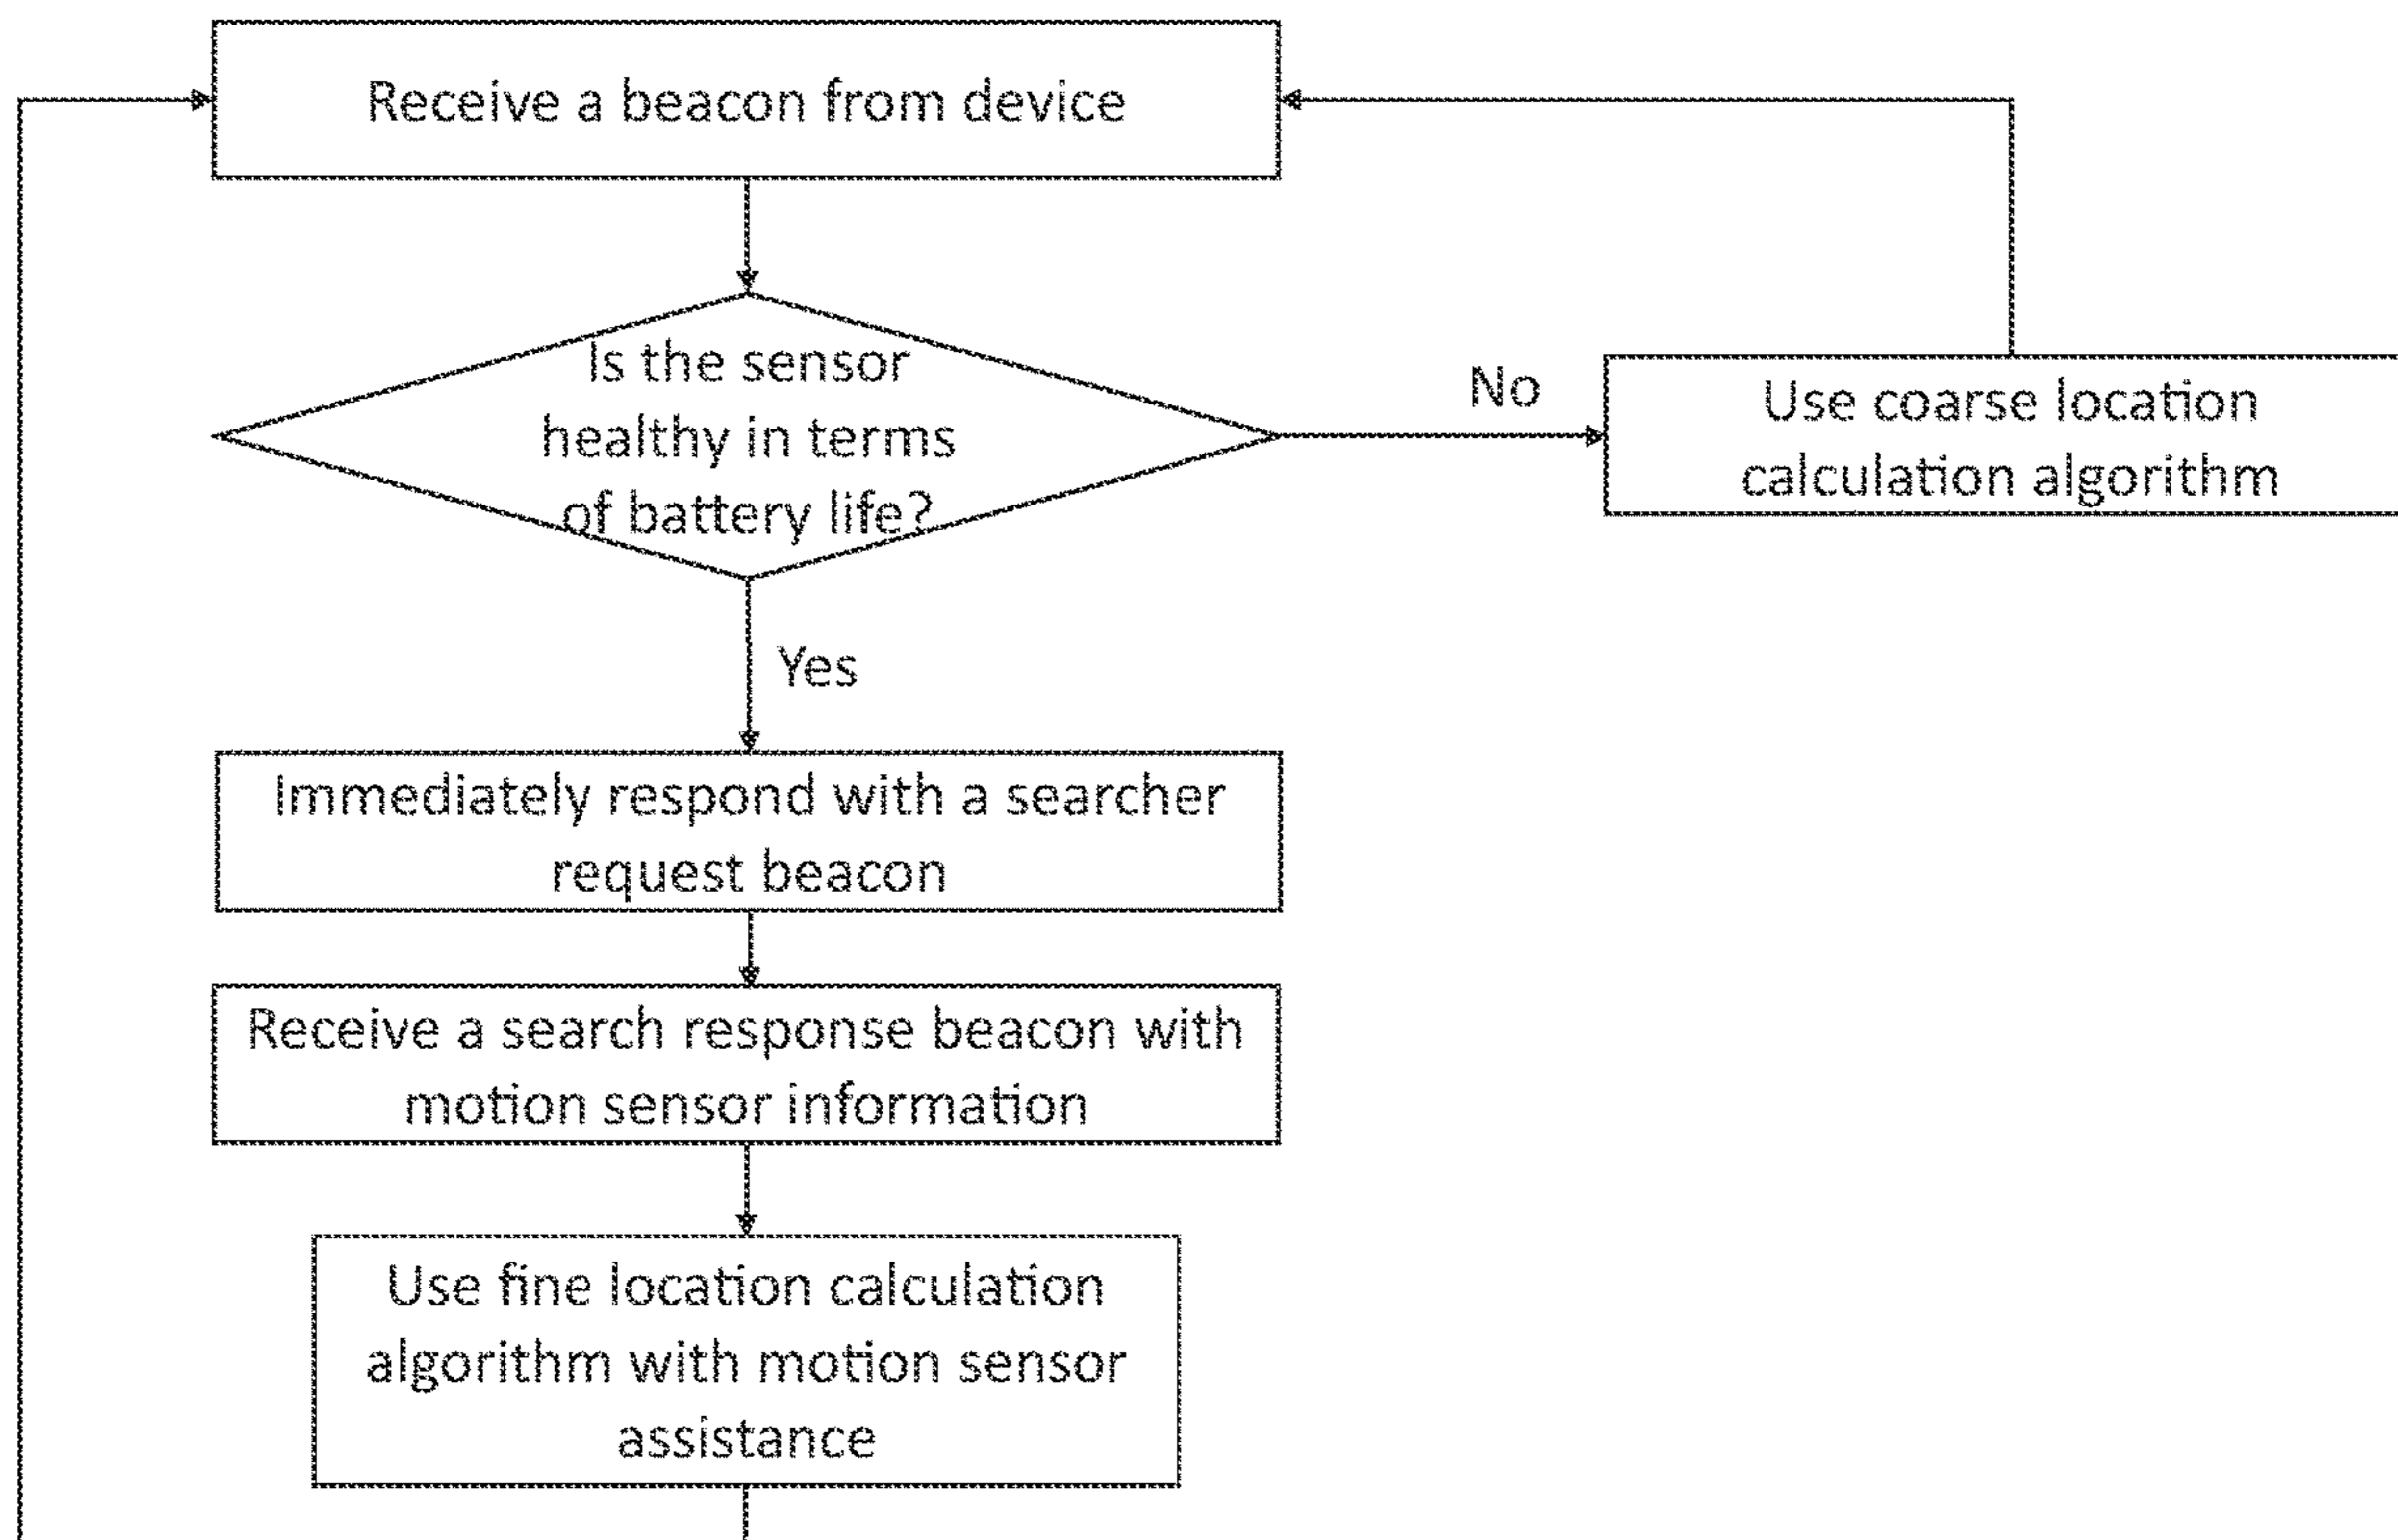 Receive a beacon from device
Is the sensor
healthy in terms
of battery life?
No
Use coarse location
calculation algorithm
Yes
Immediately respond with a searcher
request beacon
Receive a search response beacon with
motion sensor information
Use fine location calculation
algorithm with motion sensor
assistance